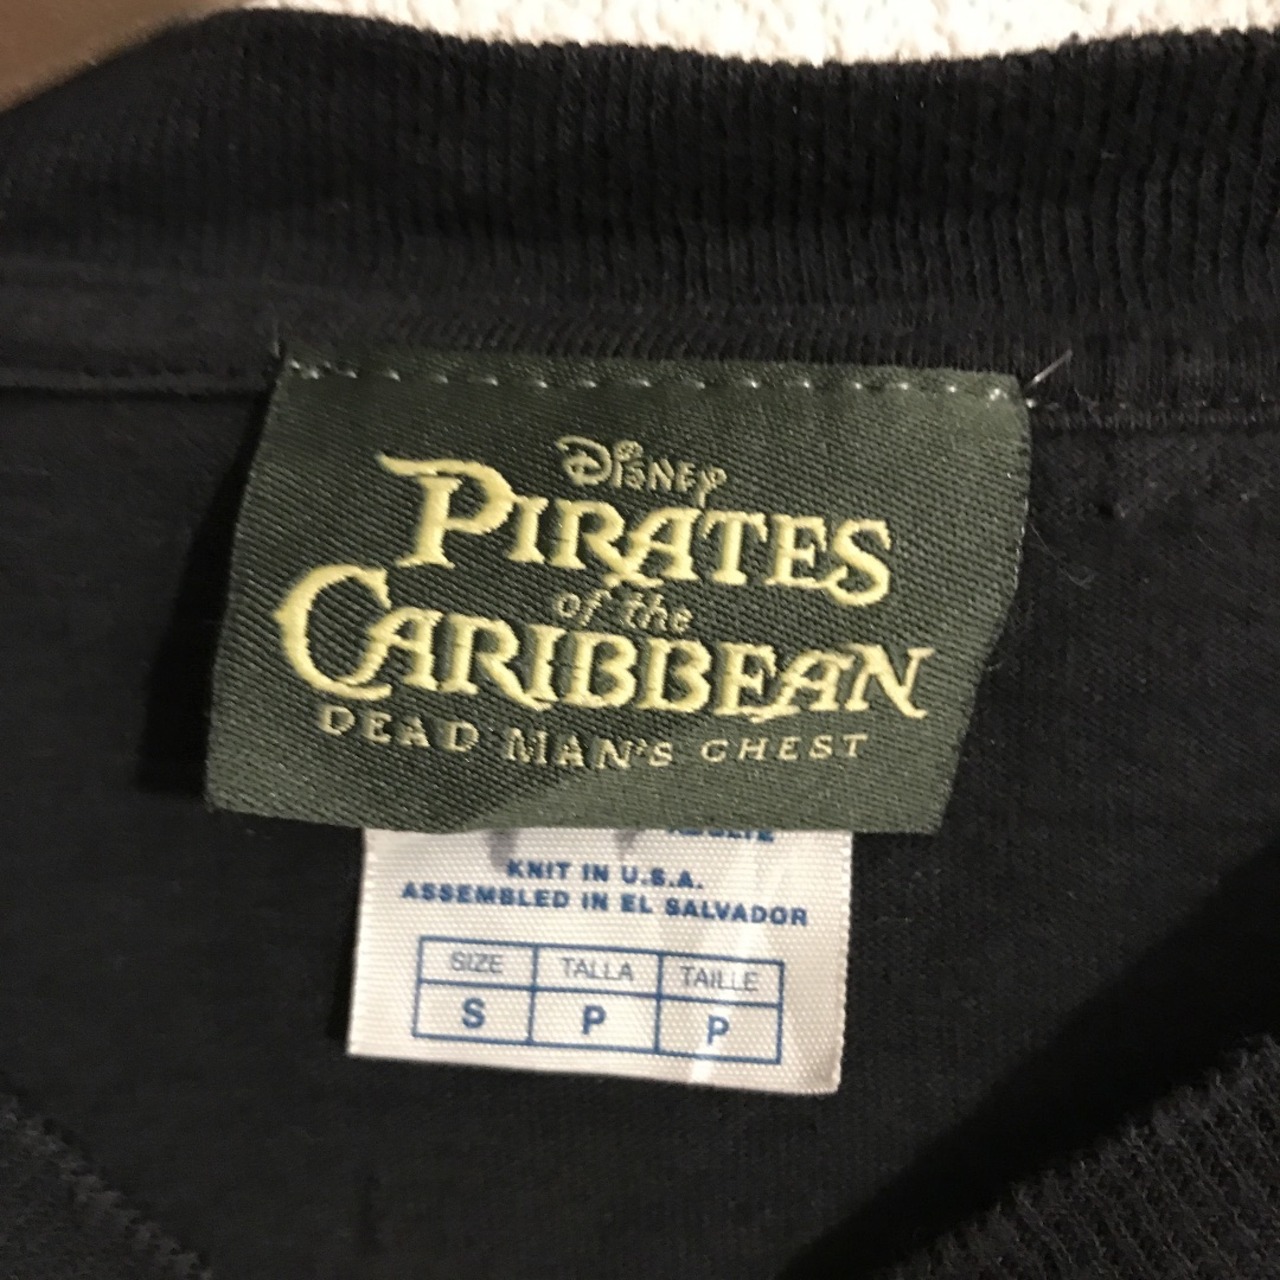 Disney
PIRATES
of the
CARIBBEAN
DEAD MAN'S CHEST
KNIT IN U.S.A.
ASSEMBLED IN EL SALVADOR
SIZE TALLA TAILLE
S P P